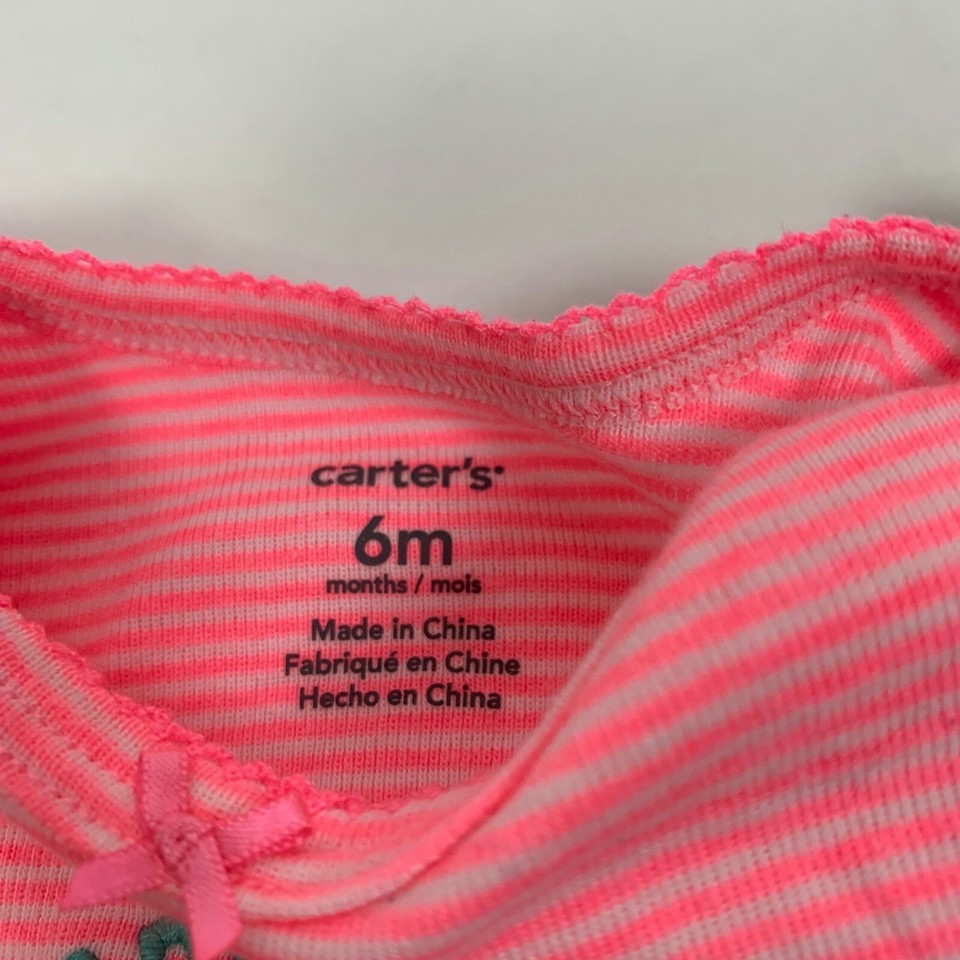 carter's
6m
months / mois
Made in China
Fabriqué en Chine
Hecho en China